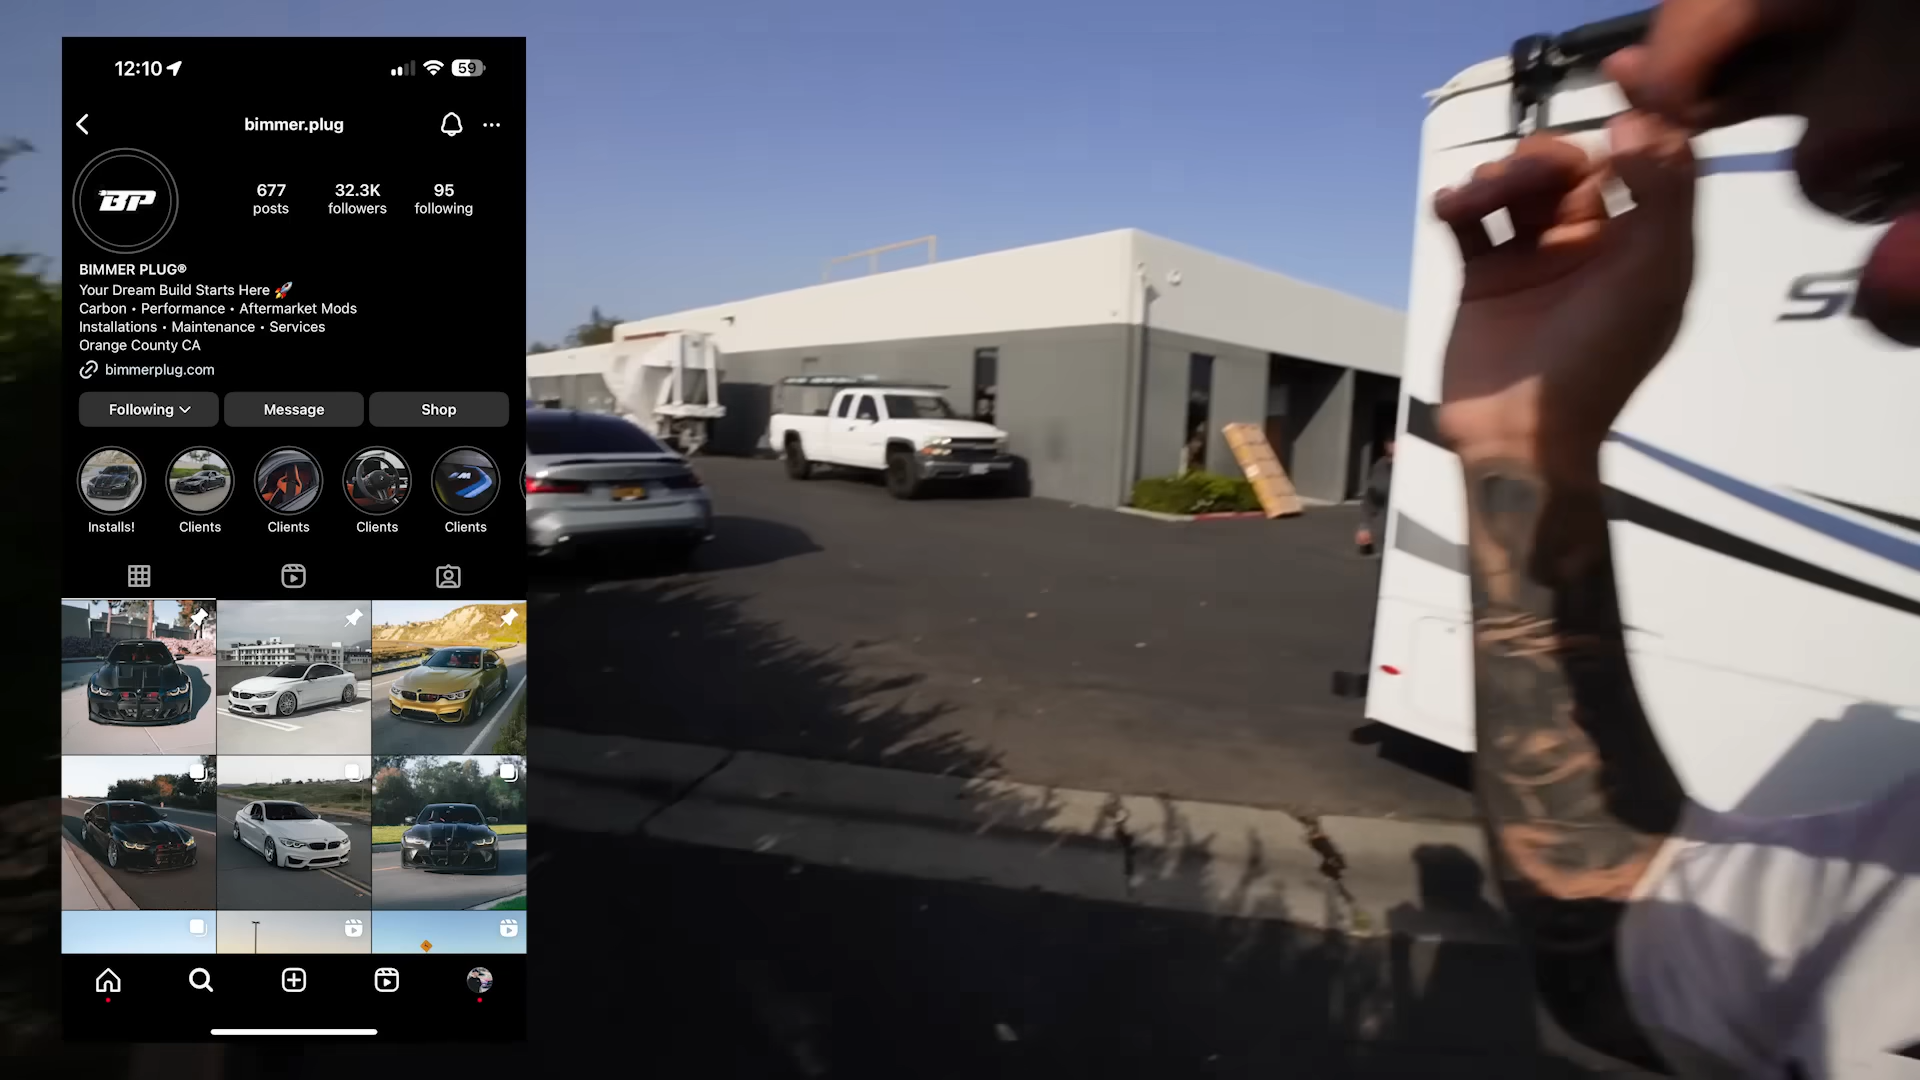 12:10
59
bimmer.plug
BP
677
posts
32.3K
followers
95
following
BIMMER PLUG®
Your Dream Build Starts Here 🚀
Carbon • Performance • Aftermarket Mods
Installations • Maintenance • Services
Orange County CA
bimmerplug.com
Following
Message
Shop
Installs!
Clients
Clients
Clients
Clients